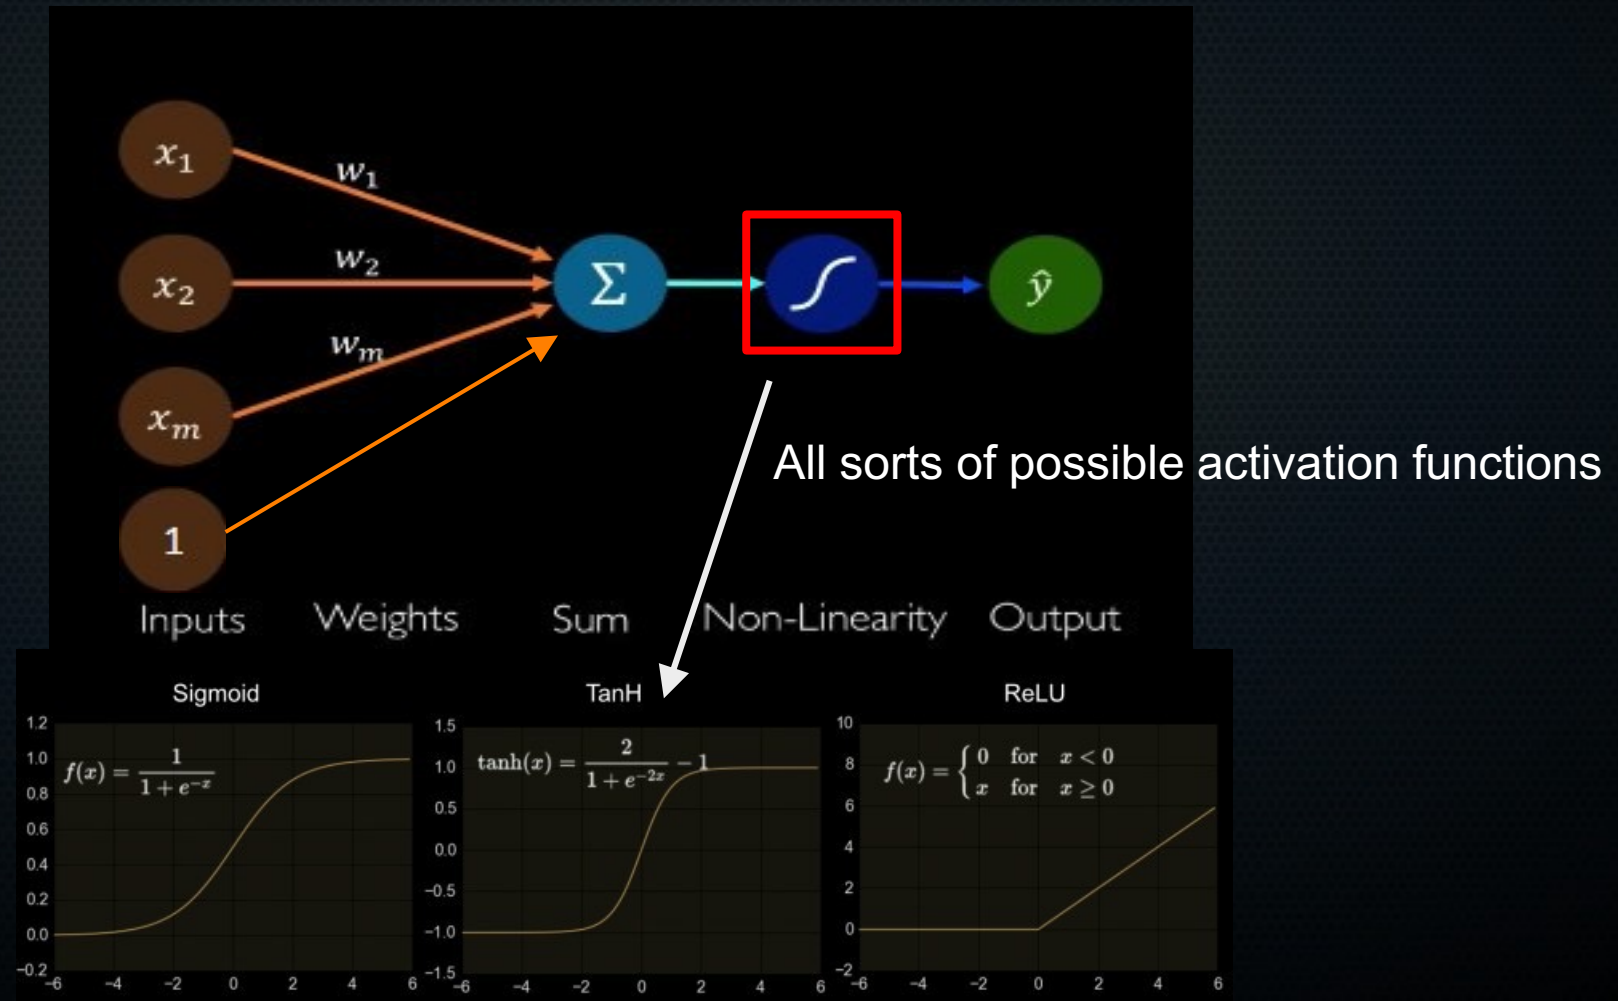 x₁
w₁
x₂
w₂
Σ
ŷ
wₘ
xₘ
All sorts of possible activation functions
1
Inputs Weights Sum Non-Linearity Output
Sigmoid
1.2
1.0
0.8
0.6
0.4
0.2
0.0
−0.2
f(x) = 1 / (1 + e^{−x})
−6 −4 −2 0 2 4 6
TanH
1.5
1.0
0.5
0.0
−0.5
−1.0
−1.5
tanh(x) = 2 / (1 + e^{−2x}) − 1
−6 −4 −2 0 2 4 6
ReLU
10
8
6
4
2
0
−2
f(x) = { 0 for x < 0
x for x ≥ 0
−6 −4 −2 0 2 4 6